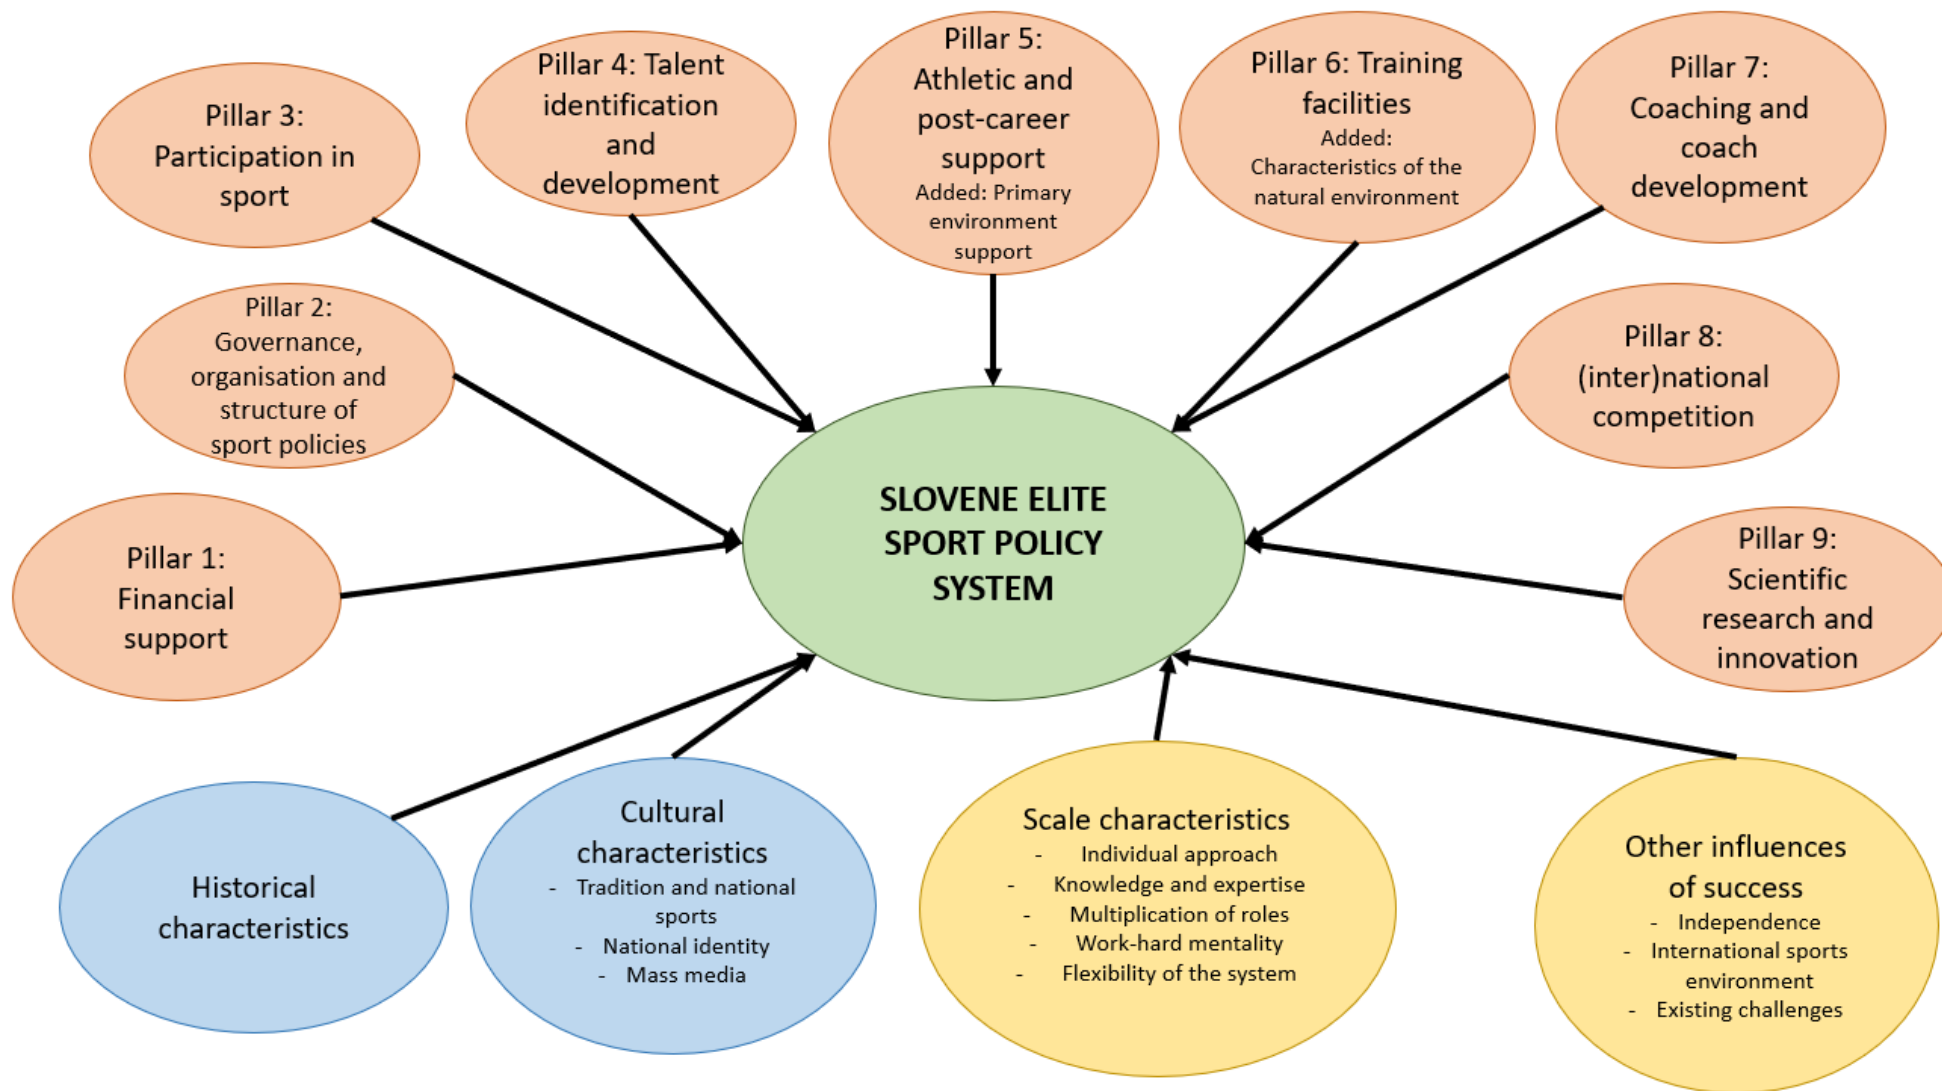 Pillar 1:
Financial
support
Pillar 2:
Governance,
organisation and
structure of
sport policies
Pillar 3:
Participation in
sport
Pillar 4: Talent
identification
and
development
Pillar 5:
Athletic and
post-career
support
Added: Primary
environment
support
Pillar 6: Training
facilities
Added:
Characteristics of the
natural environment
Pillar 7:
Coaching and
coach
development
Pillar 8:
(inter)national
competition
Pillar 9:
Scientific
research and
innovation
SLOVENE ELITE
SPORT POLICY
SYSTEM
Historical
characteristics
Cultural
characteristics
- Tradition and national
sports
- National identity
- Mass media
Scale characteristics
- Individual approach
- Knowledge and expertise
- Multiplication of roles
- Work-hard mentality
- Flexibility of the system
Other influences
of success
- Independence
- International sports
environment
- Existing challenges